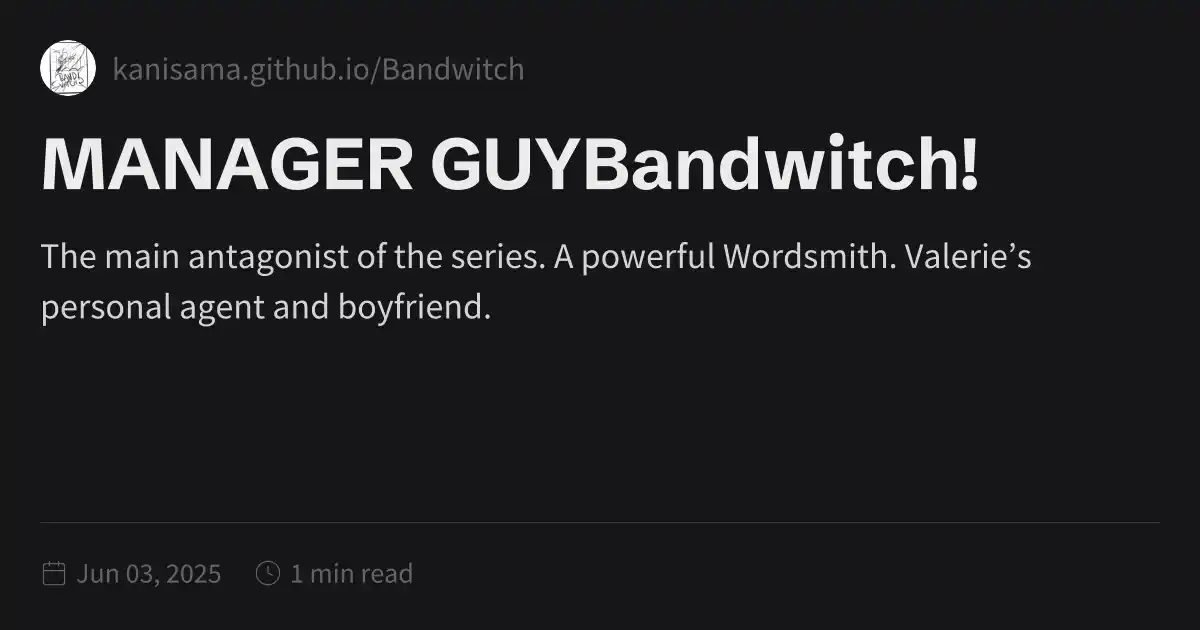 kanisama.github.io/Bandwitch
MANAGER GUYBandwitch!
The main antagonist of the series. A powerful Wordsmith. Valerie’s
personal agent and boyfriend.
Jun 03, 2025 1 min read